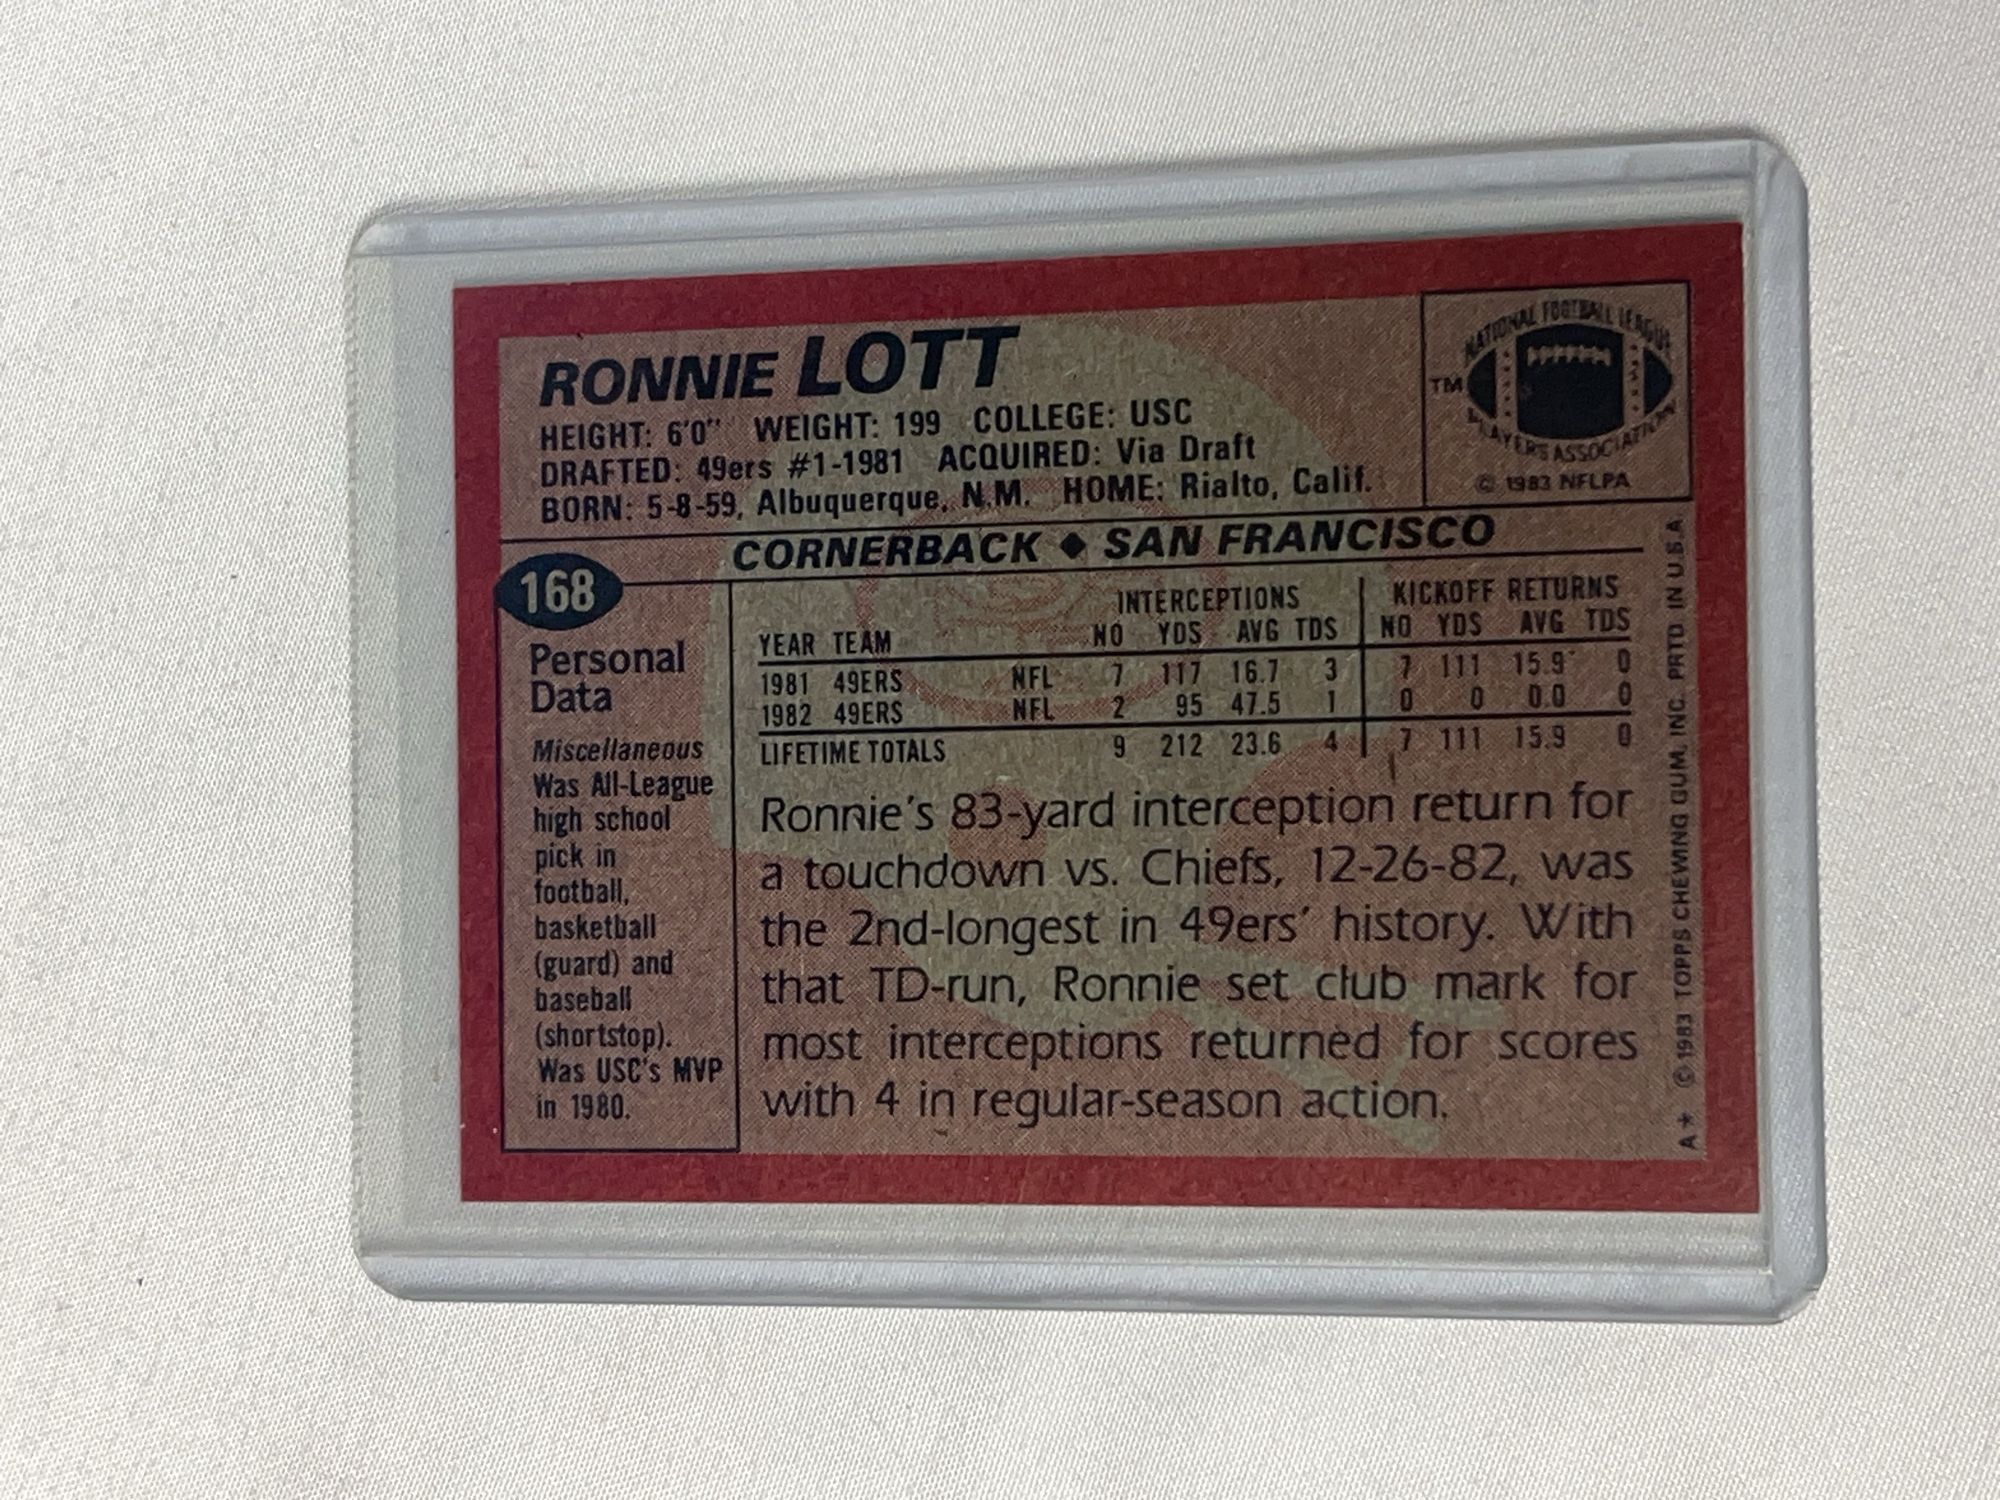 RONNIE LOTT
HEIGHT: 6'0" WEIGHT: 199 COLLEGE: USC
DRAFTED: 49ers #1-1981 ACQUIRED: Via Draft
BORN: 5-8-59, Albuquerque, N.M. HOME: Rialto, Calif.
NATIONAL FOOTBALL LEAGUE
TM
PLAYERS ASSOCIATION
© 1983 NFLPA
CORNERBACK ◆ SAN FRANCISCO
168
Personal
Data
Miscellaneous
Was All-League
high school
pick in
football,
basketball
(guard) and
baseball
(shortstop).
Was USC's MVP
in 1980.
INTERCEPTIONS KICKOFF RETURNS
YEAR TEAM NO YDS AVG TDS NO YDS AVG TDS
1981 49ERS NFL 7 117 16.7 3 7 111 15.9 0
1982 49ERS NFL 2 95 47.5 1 0 0 0.0 0
LIFETIME TOTALS 9 212 23.6 4 7 111 15.9 0
Ronnie's 83-yard interception return for
a touchdown vs. Chiefs, 12-26-82, was
the 2nd-longest in 49ers' history. With
that TD-run, Ronnie set club mark for
most interceptions returned for scores
with 4 in regular-season action.
A* © 1983 TOPPS CHEWING GUM, INC. PRTD IN U.S.A